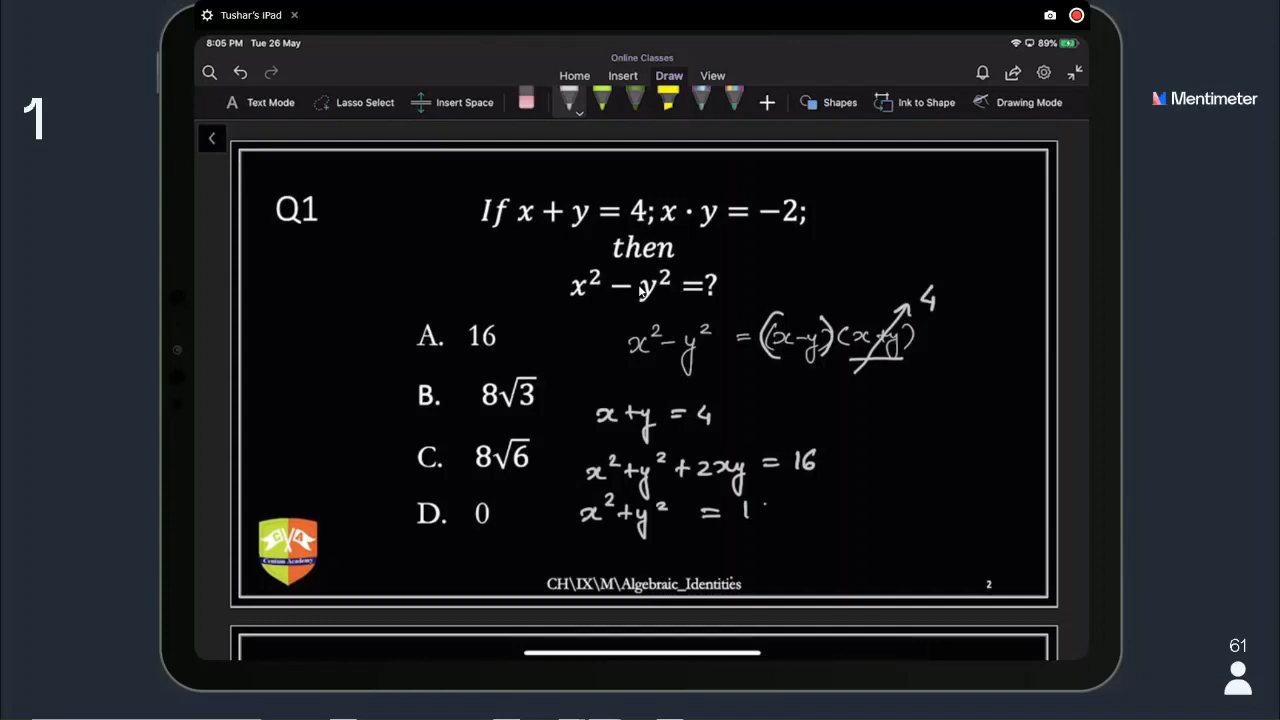 Tushar's iPad ×
8:05 PM Tue 26 May
89%
Online Classes
Home Insert Draw View
Text Mode Lasso Select Insert Space Shapes Ink to Shape Drawing Mode
1
Mentimeter
Q1
If x + y = 4; x · y = −2;
then
x² − y² =?
x² − y² = (x−y)(x+y) 4
A. 16
B. 8√3
x+y = 4
C. 8√6
x²+y²+2xy = 16
D. 0
x²+y² = 1
Centum Academy
CH\IX\M\Algebraic_Identities
2
61